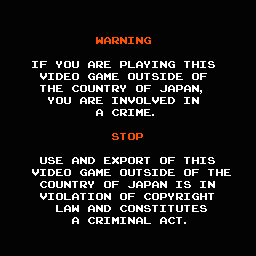 WARNING
IF YOU ARE PLAYING THIS
VIDEO GAME OUTSIDE OF
THE COUNTRY OF JAPAN,
YOU ARE INVOLVED IN
A CRIME.
STOP
USE AND EXPORT OF THIS
VIDEO GAME OUTSIDE OF THE
COUNTRY OF JAPAN IS IN
VIOLATION OF COPYRIGHT
LAW AND CONSTITUTES
A CRIMINAL ACT.